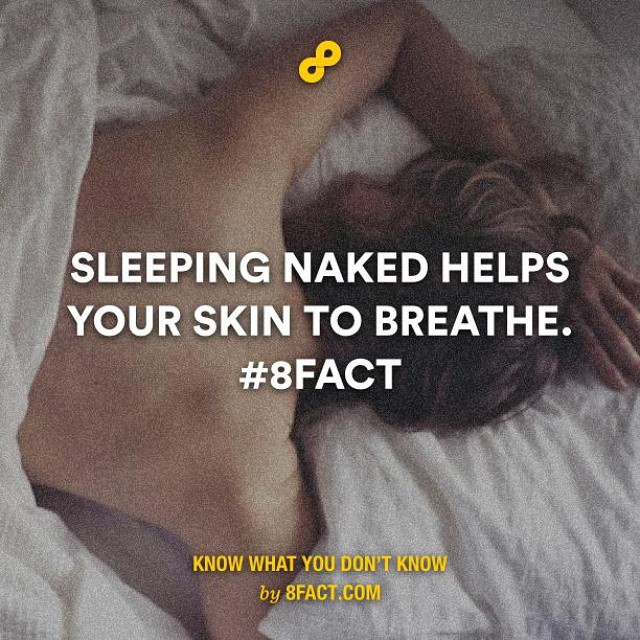 SLEEPING NAKED HELPS
YOUR SKIN TO BREATHE.
#8FACT
KNOW WHAT YOU DON'T KNOW
by 8FACT.COM